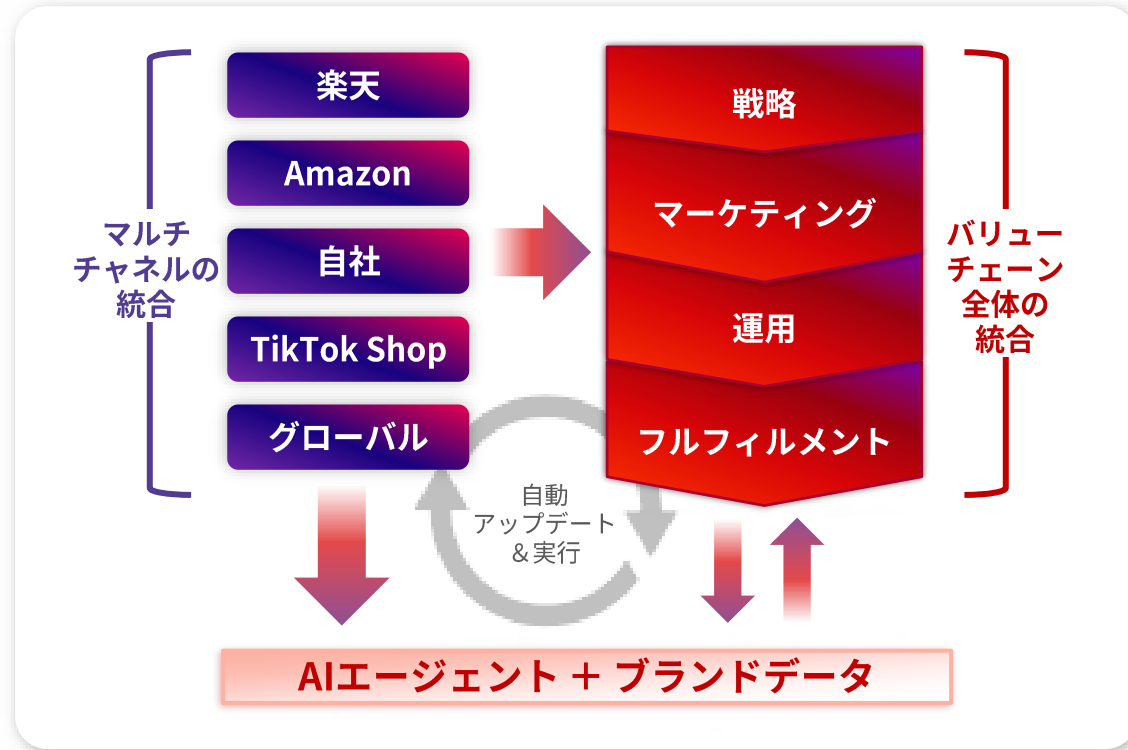 マルチ
チャネルの
統合
楽天
Amazon
自社
TikTok Shop
グローバル
戦略
マーケティング
運用
フルフィルメント
バリュー
チェーン
全体の
統合
自動
アップデート
&実行
AIエージェント + ブランドデータ